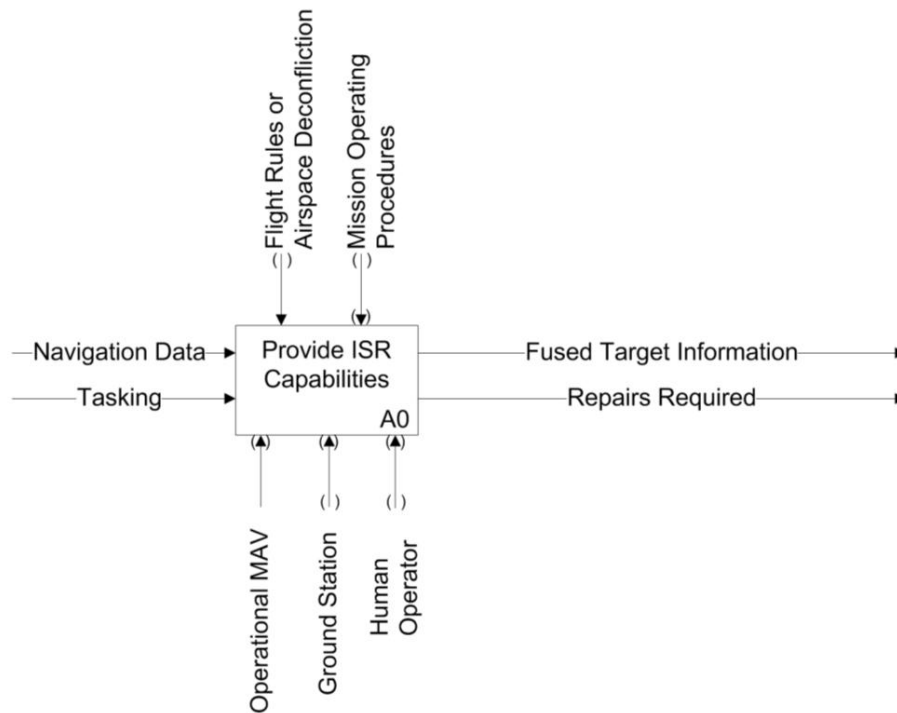 Flight Rules or
Airspace Deconfliction
Mission Operating
Procedures
Navigation Data
Tasking
Provide ISR
Capabilities
A0
Fused Target Information
Repairs Required
Operational MAV
Ground Station
Human
Operator